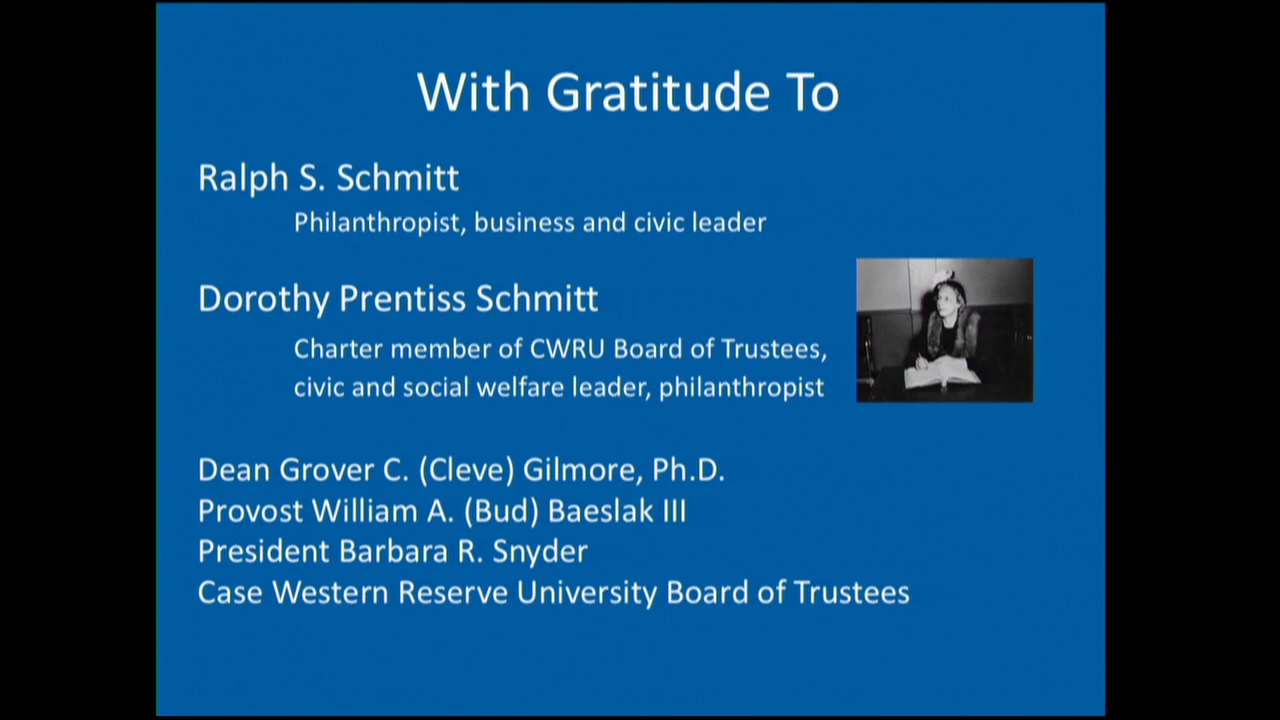 With Gratitude To
Ralph S. Schmitt
Philanthropist, business and civic leader
Dorothy Prentiss Schmitt
Charter member of CWRU Board of Trustees,
civic and social welfare leader, philanthropist
Dean Grover C. (Cleve) Gilmore, Ph.D.
Provost William A. (Bud) Baeslak III
President Barbara R. Snyder
Case Western Reserve University Board of Trustees